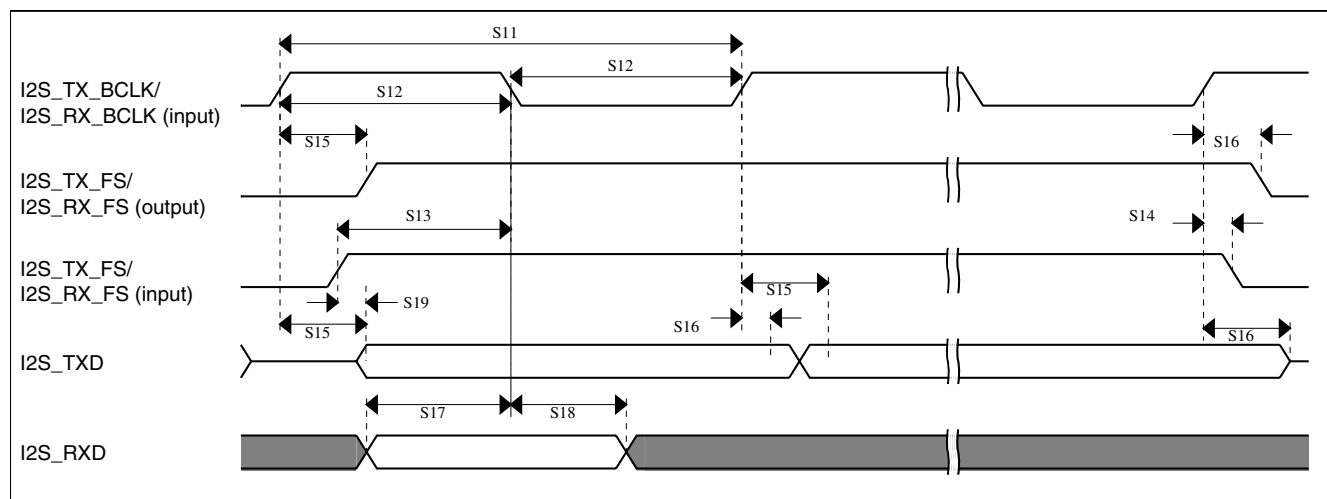 S11
I2S_TX_BCLK/
I2S_RX_BCLK (input)
S12
S12
S15
S16
I2S_TX_FS/
I2S_RX_FS (output)
S13
S14
I2S_TX_FS/
I2S_RX_FS (input)
S19
S15
S15
S16
S16
I2S_TXD
S17
S18
I2S_RXD